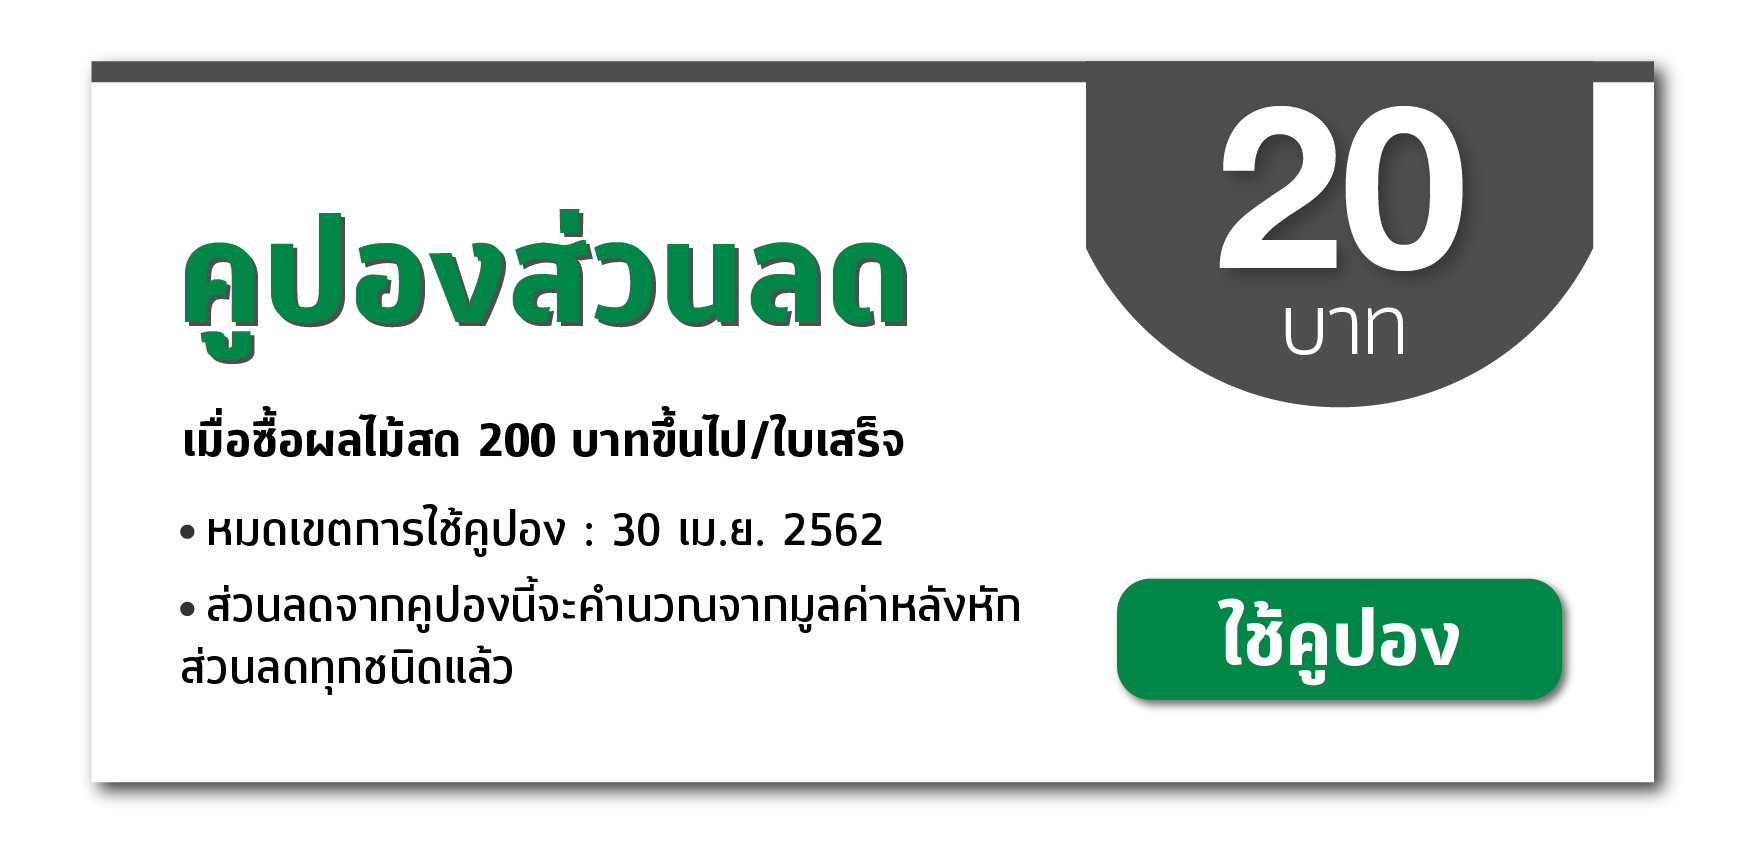 20
บาท
คูปองส่วนลด
เมื่อซื้อผลไม้สด 200 บาทขึ้นไป/ใบเสร็จ
• หมดเขตการใช้คูปอง : 30 เม.ย. 2562
• ส่วนลดจากคูปองนี้จะคำนวณจากมูลค่าหลังหัก
ส่วนลดทุกชนิดแล้ว
ใช้คูปอง